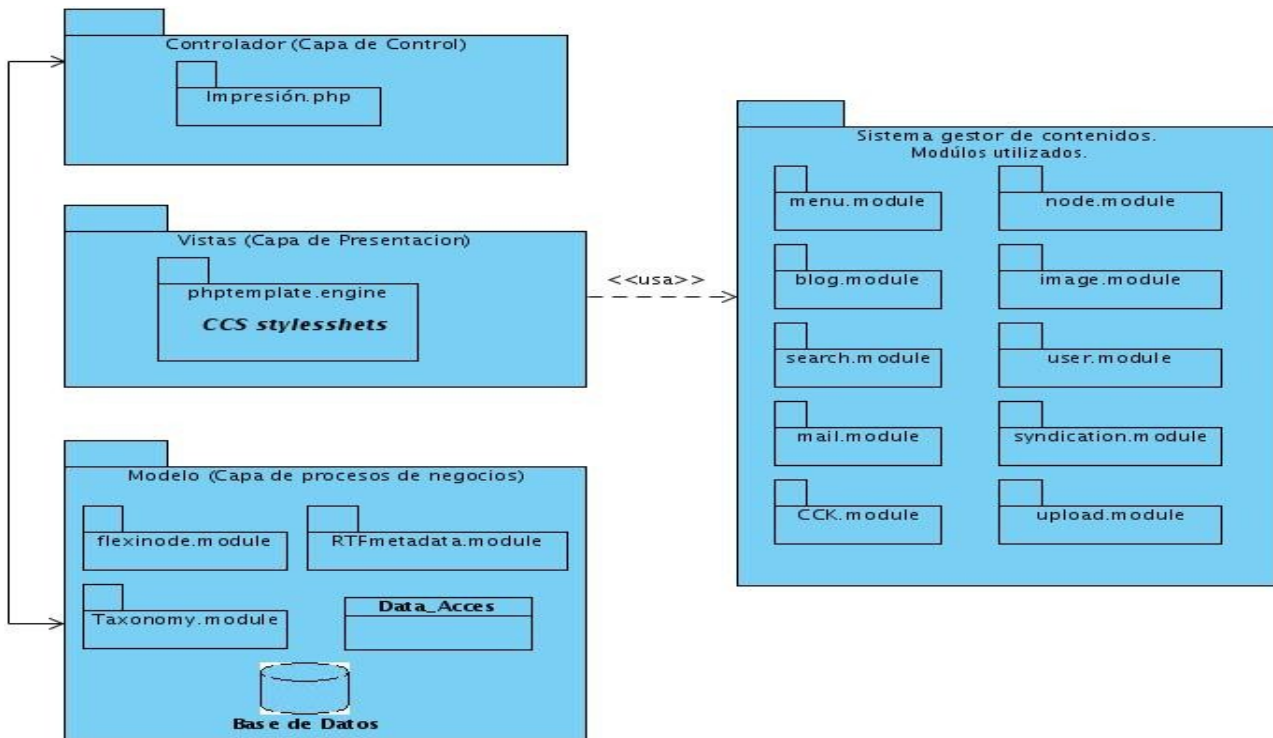 Controlador (Capa de Control)
Impresión.php
Vistas (Capa de Presentacion)
phptemplate.engine
CCS stylesshets
<<usa>>
Modelo (Capa de procesos de negocios)
flexinode.module
RTFmetadata.module
Taxonomy.module
Data_Acces
Base de Datos
Sistema gestor de contenidos.
Modúlos utilizados.
menu.module
node.module
blog.module
image.module
search.module
user.module
mail.module
syndication.module
CCK.module
upload.module